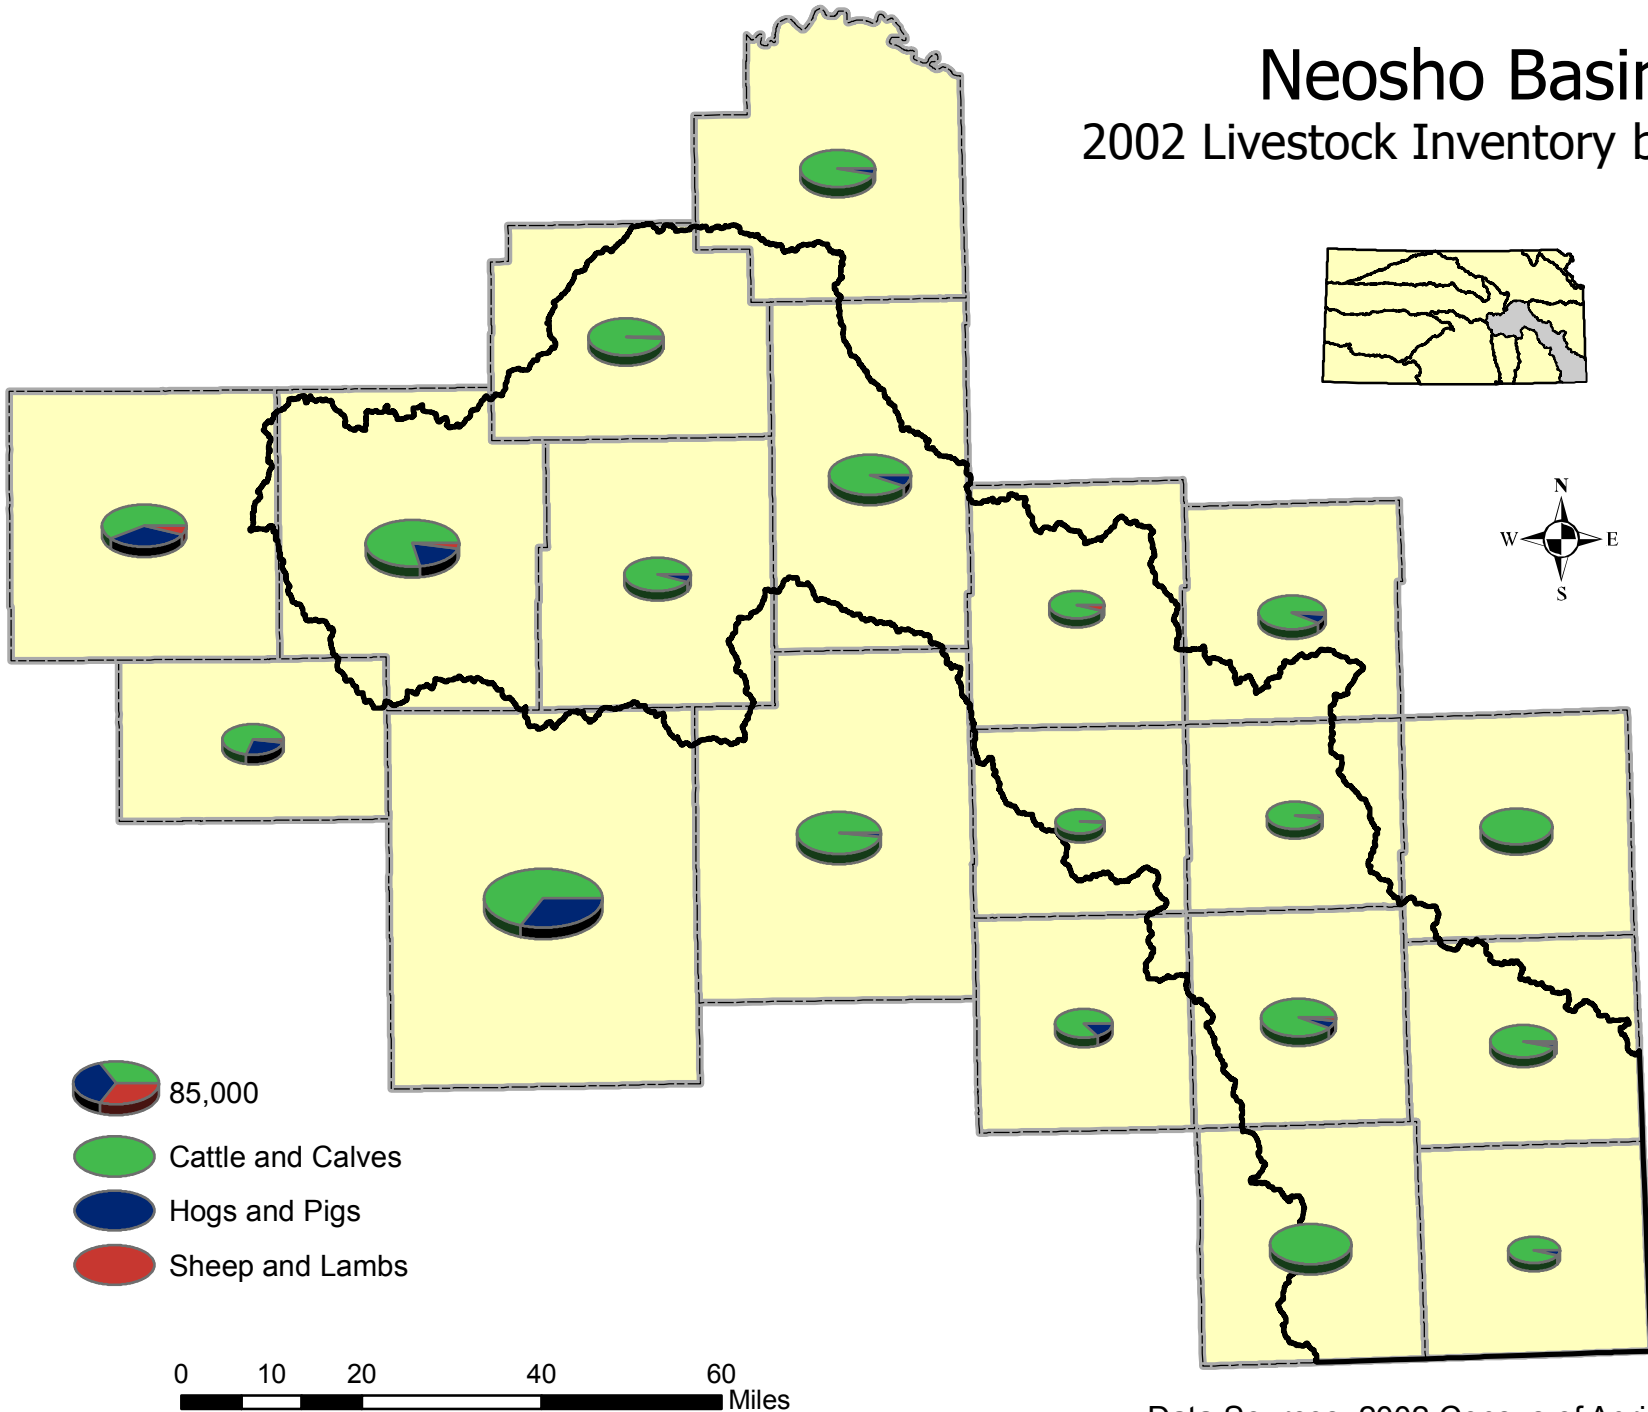 Neosho Basin
2002 Livestock Inventory b
N
W
E
S
85,000
Cattle and Calves
Hogs and Pigs
Sheep and Lambs
0 10 20 40 60
Miles